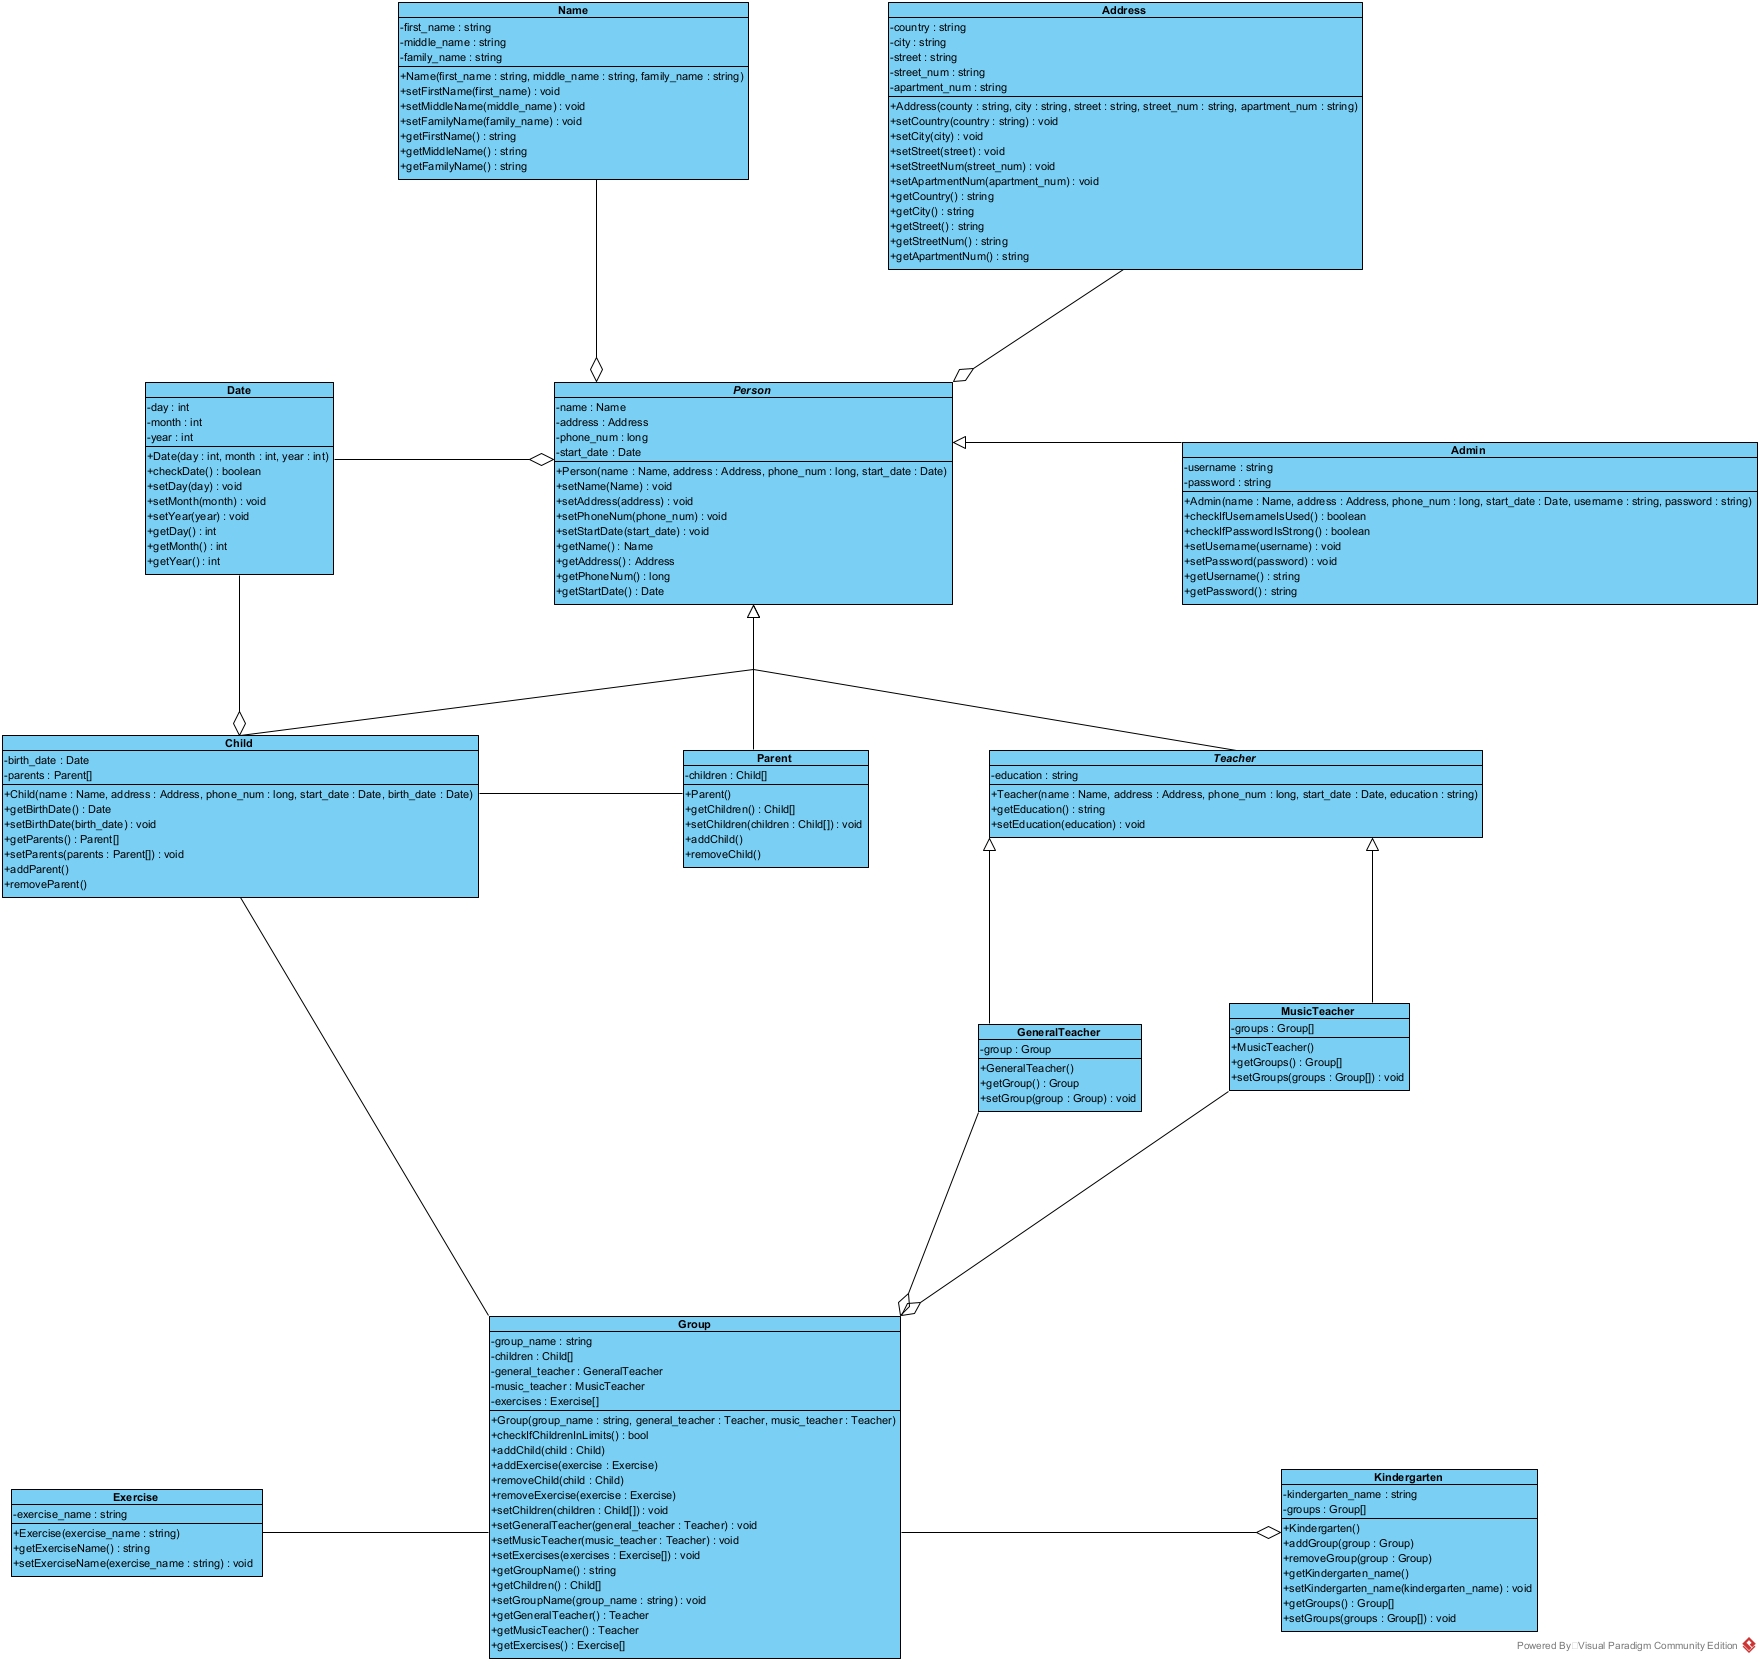 Name
-first_name : string
-middle_name : string
-family_name : string
+Name(first_name : string, middle_name : string, family_name : string)
+setFirstName(first_name) : void
+setMiddleName(middle_name) : void
+setFamilyName(family_name) : void
+getFirstName() : string
+getMiddleName() : string
+getFamilyName() : string
Address
-country : string
-city : string
-street : string
-street_num : string
-apartment_num : string
+Address(county : string, city : string, street : string, street_num : string, apartment_num : string)
+setCountry(country : string) : void
+setCity(city) : void
+setStreet(street) : void
+setStreetNum(street_num) : void
+setApartmentNum(apartment_num) : void
+getCountry() : string
+getCity() : string
+getStreet() : string
+getStreetNum() : string
+getApartmentNum() : string
Date
-day : int
-month : int
-year : int
+Date(day : int, month : int, year : int)
+checkDate() : boolean
+setDay(day) : void
+setMonth(month) : void
+setYear(year) : void
+getDay() : int
+getMonth() : int
+getYear() : int
Person
-name : Name
-address : Address
-phone_num : long
-start_date : Date
+Person(name : Name, address : Address, phone_num : long, start_date : Date)
+setName(Name) : void
+setAddress(address) : void
+setPhoneNum(phone_num) : void
+setStartDate(start_date) : void
+getName() : Name
+getAddress() : Address
+getPhoneNum() : long
+getStartDate() : Date
Admin
-username : string
-password : string
+Admin(name : Name, address : Address, phone_num : long, start_date : Date, username : string, password : string)
+checkIfUsernameIsUsed() : boolean
+checkIfPasswordIsStrong() : boolean
+setUsername(username) : void
+setPassword(password) : void
+getUsername() : string
+getPassword() : string
Child
-birth_date : Date
-parents : Parent[]
+Child(name : Name, address : Address, phone_num : long, start_date : Date, birth_date : Date)
+getBirthDate() : Date
+setBirthDate(birth_date) : void
+getParents() : Parent[]
+setParents(parents : Parent[]) : void
+addParent()
+removeParent()
Parent
-children : Child[]
+Parent()
+getChildren() : Child[]
+setChildren(children : Child[]) : void
+addChild()
+removeChild()
Teacher
-education : string
+Teacher(name : Name, address : Address, phone_num : long, start_date : Date, education : string)
+getEducation() : string
+setEducation(education) : void
GeneralTeacher
-group : Group
+GeneralTeacher()
+getGroup() : Group
+setGroup(group : Group) : void
MusicTeacher
-groups : Group[]
+MusicTeacher()
+getGroups() : Group[]
+setGroups(groups : Group[]) : void
Group
-group_name : string
-children : Child[]
-general_teacher : GeneralTeacher
-music_teacher : MusicTeacher
-exercises : Exercise[]
+Group(group_name : string, general_teacher : Teacher, music_teacher : Teacher)
+checkIfChildrenInLimits() : bool
+addChild(child : Child)
+addExercise(exercise : Exercise)
+removeChild(child : Child)
+removeExercise(exercise : Exercise)
+setChildren(children : Child[]) : void
+setGeneralTeacher(general_teacher : Teacher) : void
+setMusicTeacher(music_teacher : Teacher) : void
+setExercises(exercises : Exercise[]) : void
+getGroupName() : string
+getChildren() : Child[]
+setGroupName(group_name : string) : void
+getGeneralTeacher() : Teacher
+getMusicTeacher() : Teacher
+getExercises() : Exercise[]
Exercise
-exercise_name : string
+Exercise(exercise_name : string)
+getExerciseName() : string
+setExerciseName(exercise_name : string) : void
Kindergarten
-kindergarten_name : string
-groups : Group[]
+Kindergarten()
+addGroup(group : Group)
+removeGroup(group : Group)
+getKindergarten_name()
+setKindergarten_name(kindergarten_name) : void
+getGroups() : Group[]
+setGroups(groups : Group[]) : void
Powered By Visual Paradigm Community Edition